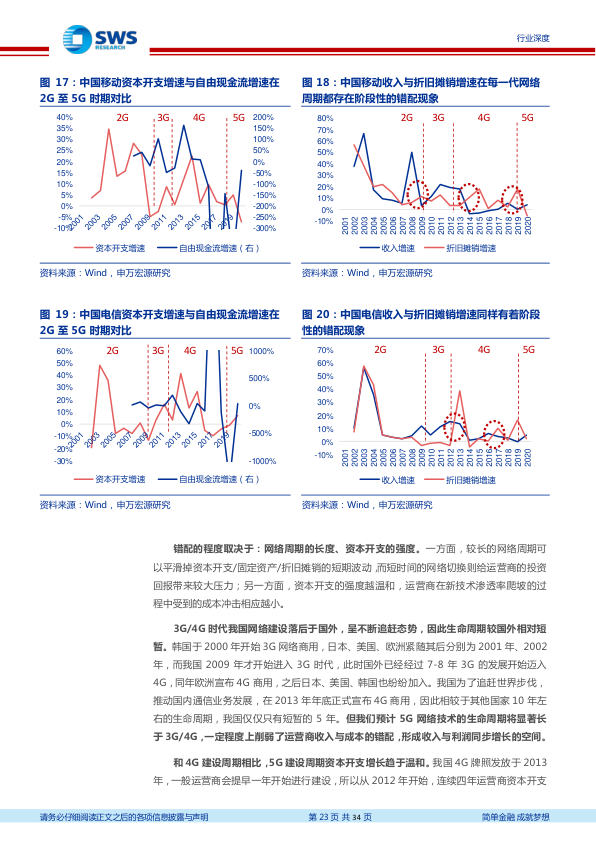 SWS
RESEARCH
行业深度
图 17：中国移动资本开支增速与自由现金流增速在
2G 至 5G 时期对比
图 18：中国移动收入与折旧摊销增速在每一代网络
周期都存在阶段性的错配现象
2G 3G 4G 5G
40% 35% 30% 25% 20% 15% 10% 5% 0% -5% -10%
200% 150% 100% 50% 0% -50% -100% -150% -200% -250% -300%
2001 2003 2005 2007 2009 2011 2013 2015 2017 2019
资本开支增速 自由现金流增速（右）
2G 3G 4G 5G
80% 70% 60% 50% 40% 30% 20% 10% 0% -10%
2001 2002 2003 2004 2005 2006 2007 2008 2009 2010 2011 2012 2013 2014 2015 2016 2017 2018 2019 2020
收入增速 折旧摊销增速
资料来源：Wind，申万宏源研究
资料来源：Wind，申万宏源研究
图 19：中国电信资本开支增速与自由现金流增速在
2G 至 5G 时期对比
图 20：中国电信收入与折旧摊销增速同样有着阶段
性的错配现象
2G 3G 4G 5G
60% 50% 40% 30% 20% 10% 0% -10% -20% -30%
1000% 500% 0% -500% -1000%
2001 2003 2005 2007 2009 2011 2013 2015 2017 2019
资本开支增速 自由现金流增速（右）
2G 3G 4G 5G
70% 60% 50% 40% 30% 20% 10% 0% -10%
2001 2002 2003 2004 2005 2006 2007 2008 2009 2010 2011 2012 2013 2014 2015 2016 2017 2018 2019 2020
收入增速 折旧摊销增速
资料来源：Wind，申万宏源研究
资料来源：Wind，申万宏源研究
错配的程度取决于：网络周期的长度、资本开支的强度。一方面，较长的网络周期可
以平滑掉资本开支/固定资产/折旧摊销的短期波动，而短时间的网络切换则给运营商的投资
回报带来较大压力；另一方面，资本开支的强度越温和，运营商在新技术渗透率爬坡的过
程中受到的成本冲击相应越小。
3G/4G 时代我国网络建设落后于国外，呈不断追赶态势，因此生命周期较国外相对短
暂。韩国于 2000 年开始 3G 网络商用，日本、美国、欧洲紧随其后分别为 2001 年、2002
年，而我国 2009 年才开始进入 3G 时代，此时国外已经经过 7-8 年 3G 的发展开始迈入
4G，同年欧洲宣布 4G 商用，之后日本、美国、韩国也纷纷加入。我国为了追赶世界步伐，
推动国内通信业务发展，在 2013 年年底正式宣布 4G 商用，因此相较于其他国家 10 年左
右的生命周期，我国仅仅只有短暂的 5 年。但我们预计 5G 网络技术的生命周期将显著长
于 3G/4G，一定程度上削弱了运营商收入与成本的错配，形成收入与利润同步增长的空间。
和 4G 建设周期相比，5G 建设周期资本开支增长趋于温和。我国 4G 牌照发放于 2013
年，一般运营商会提早一年开始进行建设，所以从 2012 年开始，连续四年运营商资本开支
请务必仔细阅读正文之后的各项信息披露与声明
第 23 页 共 34 页
简单金融 成就梦想